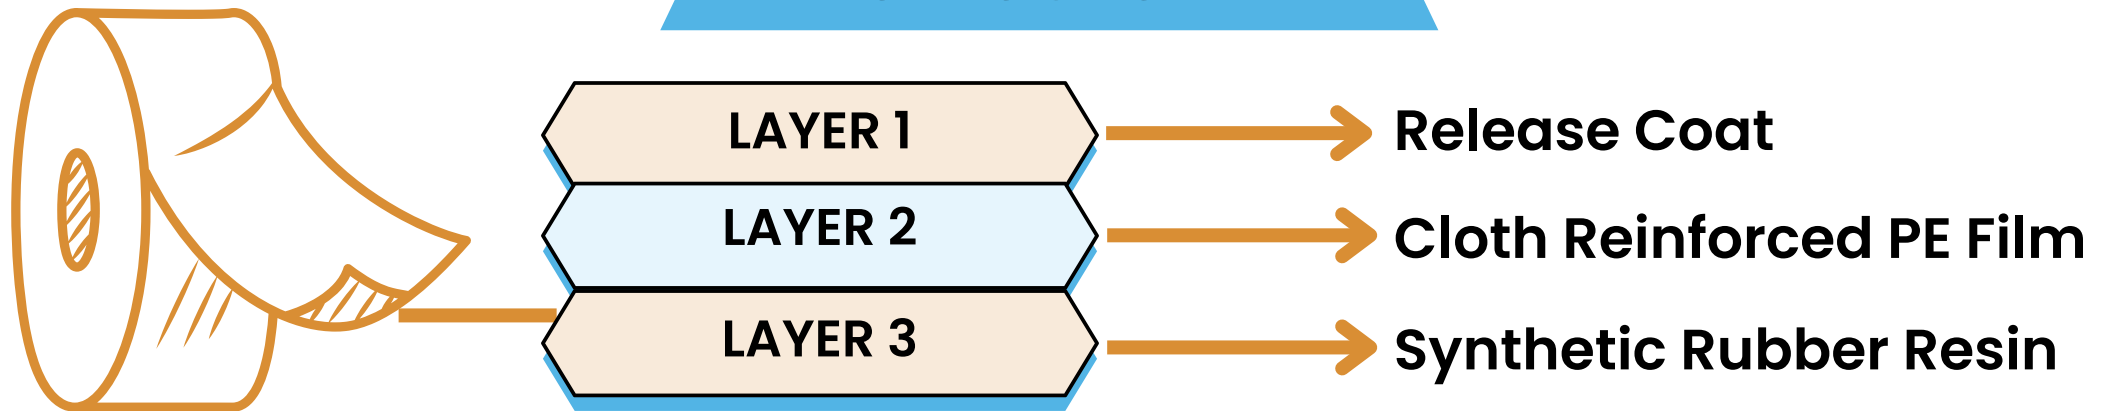 LAYER 1
Release Coat
LAYER 2
Cloth Reinforced PE Film
LAYER 3
Synthetic Rubber Resin